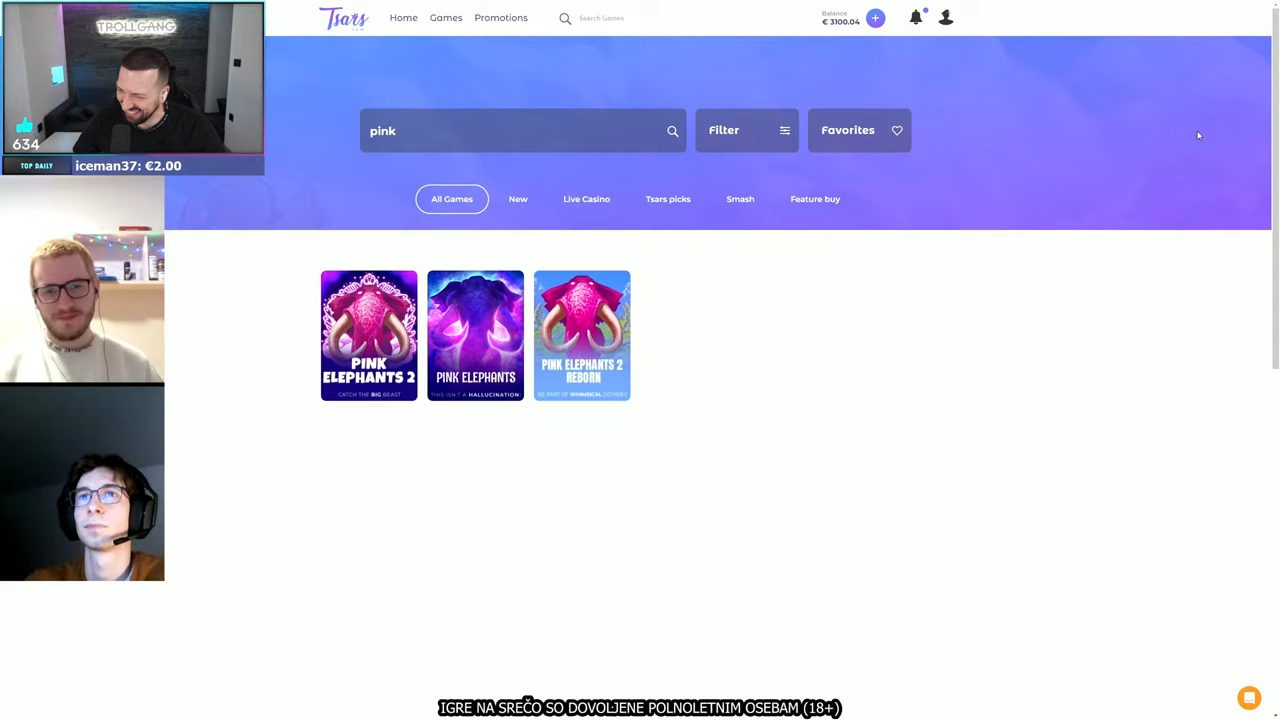 TROLLGANG
634
TOP DAILY
iceman37: €2.00
Tsars
.com
Home
Games
Promotions
Search Games
Balance
€ 3100.04
pink
Filter
Favorites
All Games
New
Live Casino
Tsars picks
Smash
Feature buy
PINK
ELEPHANTS 2
CATCH THE BIG BEAST
PINK ELEPHANTS
THIS ISN'T A HALLUCINATION
PINK ELEPHANTS 2
REBORN
BE PART OF WHIMSICAL ODYSSEY
IGRE NA SREČO SO DOVOLJENE POLNOLETNIM OSEBAM (18+)